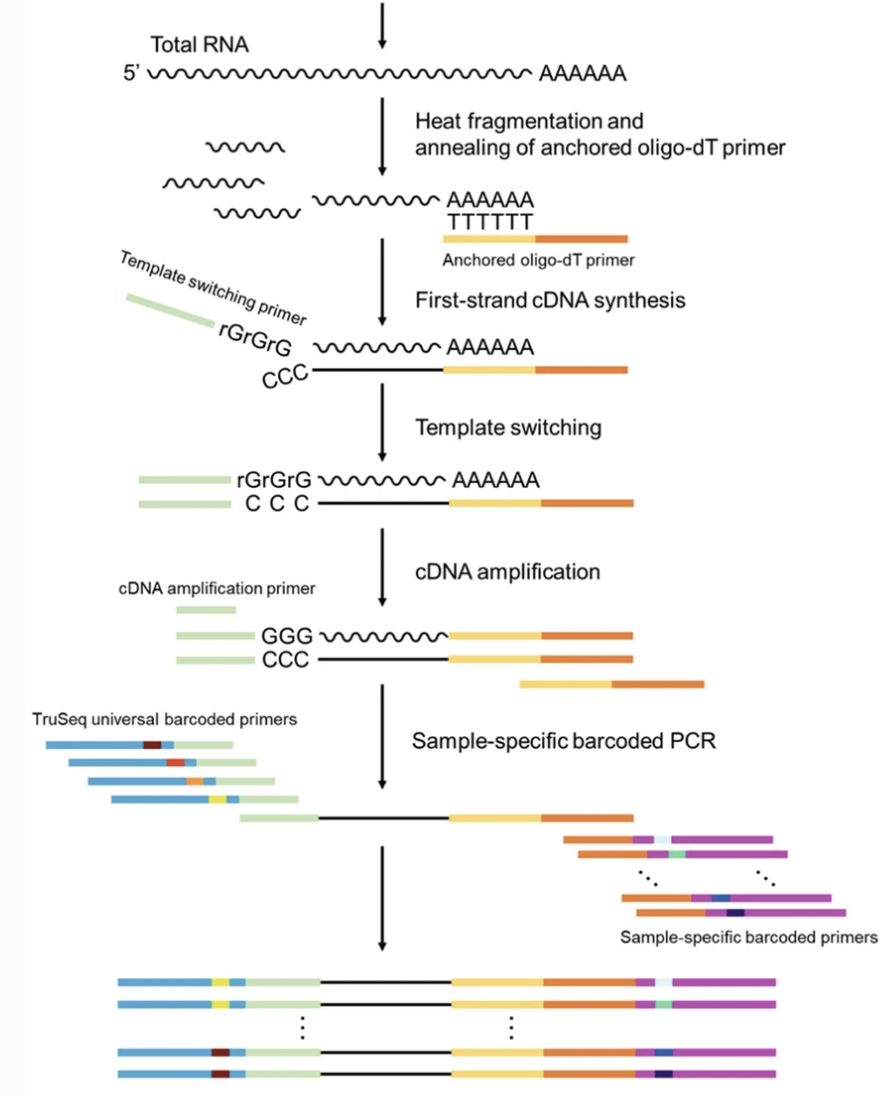 Total RNA
5’ AAAAAA
Heat fragmentation and
annealing of anchored oligo-dT primer
AAAAAA
TTTTTT
Anchored oligo-dT primer
Template switching primer
First-strand cDNA synthesis
rGrGrG
AAAAAA
CCC
Template switching
rGrGrG AAAAAA
C C C
cDNA amplification
cDNA amplification primer
GGG
CCC
TruSeq universal barcoded primers
Sample-specific barcoded PCR
Sample-specific barcoded primers